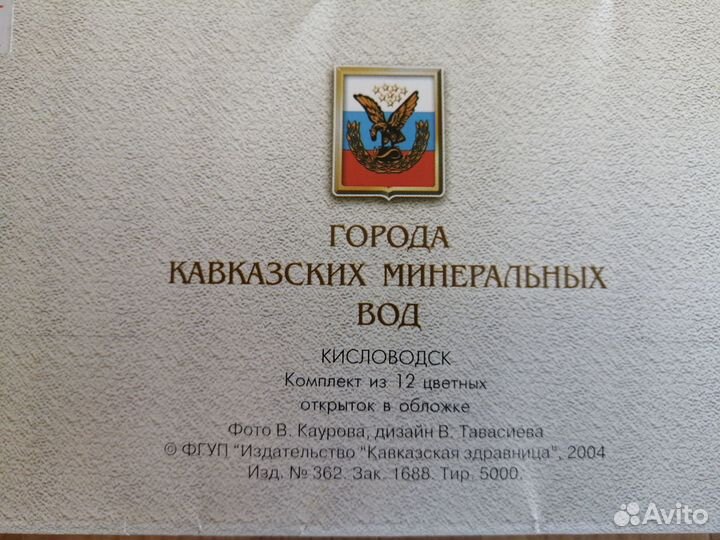 ГОРОДА
КАВКАЗСКИХ МИНЕРАЛЬНЫХ
ВОД
КИСЛОВОДСК
Комплект из 12 цветных
открыток в обложке
Фото В. Каурова, дизайн В. Тавасиева
© ФГУП "Издательство "Кавказская здравница", 2004
Изд. № 362. Зак. 1688. Тир. 5000.
Avito